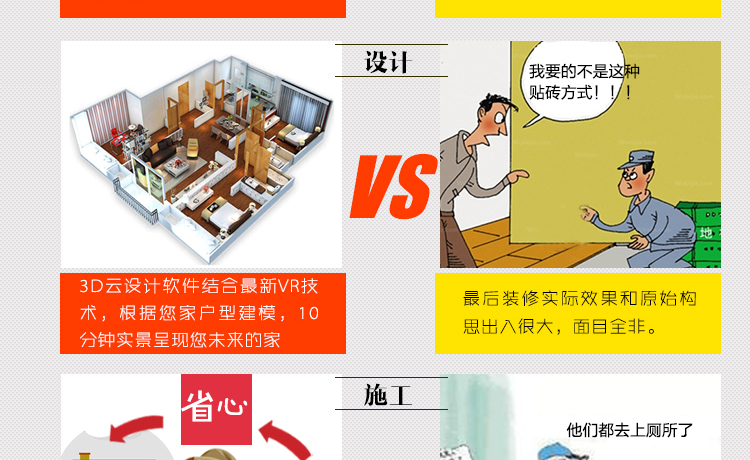 设计
我要的不是这种
贴砖方式！！！
VS
地
3D云设计软件结合最新VR技
术，根据您家户型建模，10
分钟实景呈现您未来的家
最后装修实际效果和原始构
思出入很大，面目全非。
施工
省心
他们都去上厕所了